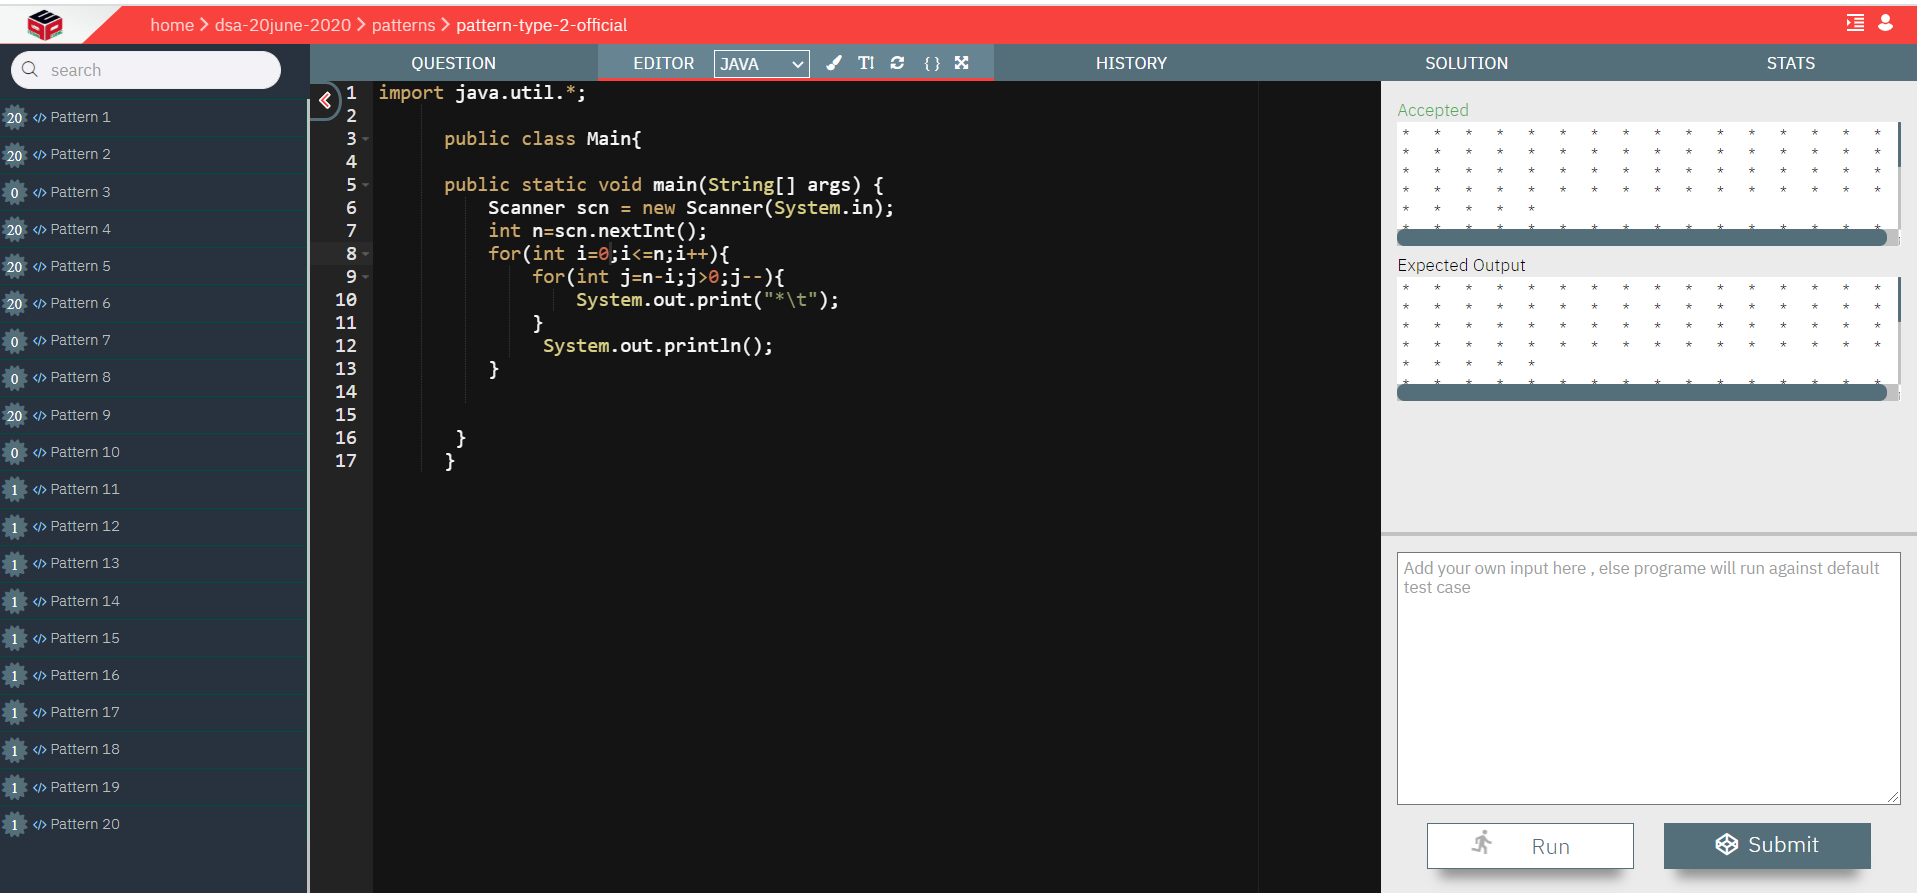 home > dsa-20june-2020 > patterns > pattern-type-2-official
search
QUESTION
EDITOR
JAVA
T!
{ }
HISTORY
SOLUTION
STATS
20 </> Pattern 1
20 </> Pattern 2
0 </> Pattern 3
20 </> Pattern 4
20 </> Pattern 5
20 </> Pattern 6
0 </> Pattern 7
0 </> Pattern 8
20 </> Pattern 9
0 </> Pattern 10
1 </> Pattern 11
1 </> Pattern 12
1 </> Pattern 13
1 </> Pattern 14
1 </> Pattern 15
1 </> Pattern 16
1 </> Pattern 17
1 </> Pattern 18
1 </> Pattern 19
1 </> Pattern 20
1 import java.util.*;
2
3 public class Main{
4
5 public static void main(String[] args) {
6 Scanner scn = new Scanner(System.in);
7 int n=scn.nextInt();
8 for(int i=0;i<=n;i++){
9 for(int j=n-i;j>0;j--){
10 System.out.print("*\t");
11 }
12 System.out.println();
13 }
14
15
16 }
17 }
Accepted
* * * * * * * * * * * * * * * *
* * * * * * * * * * * * * * * *
* * * * * * * * * * * * * * * *
* * * * * * * * * * * * * * * *
* * * * *
* * * * * * * * * * * * * * * *
Expected Output
* * * * * * * * * * * * * * * *
* * * * * * * * * * * * * * * *
* * * * * * * * * * * * * * * *
* * * * * * * * * * * * * * * *
* * * * *
* * * * * * * * * * * * * * * *
Add your own input here , else programe will run against default
test case
Run
Submit